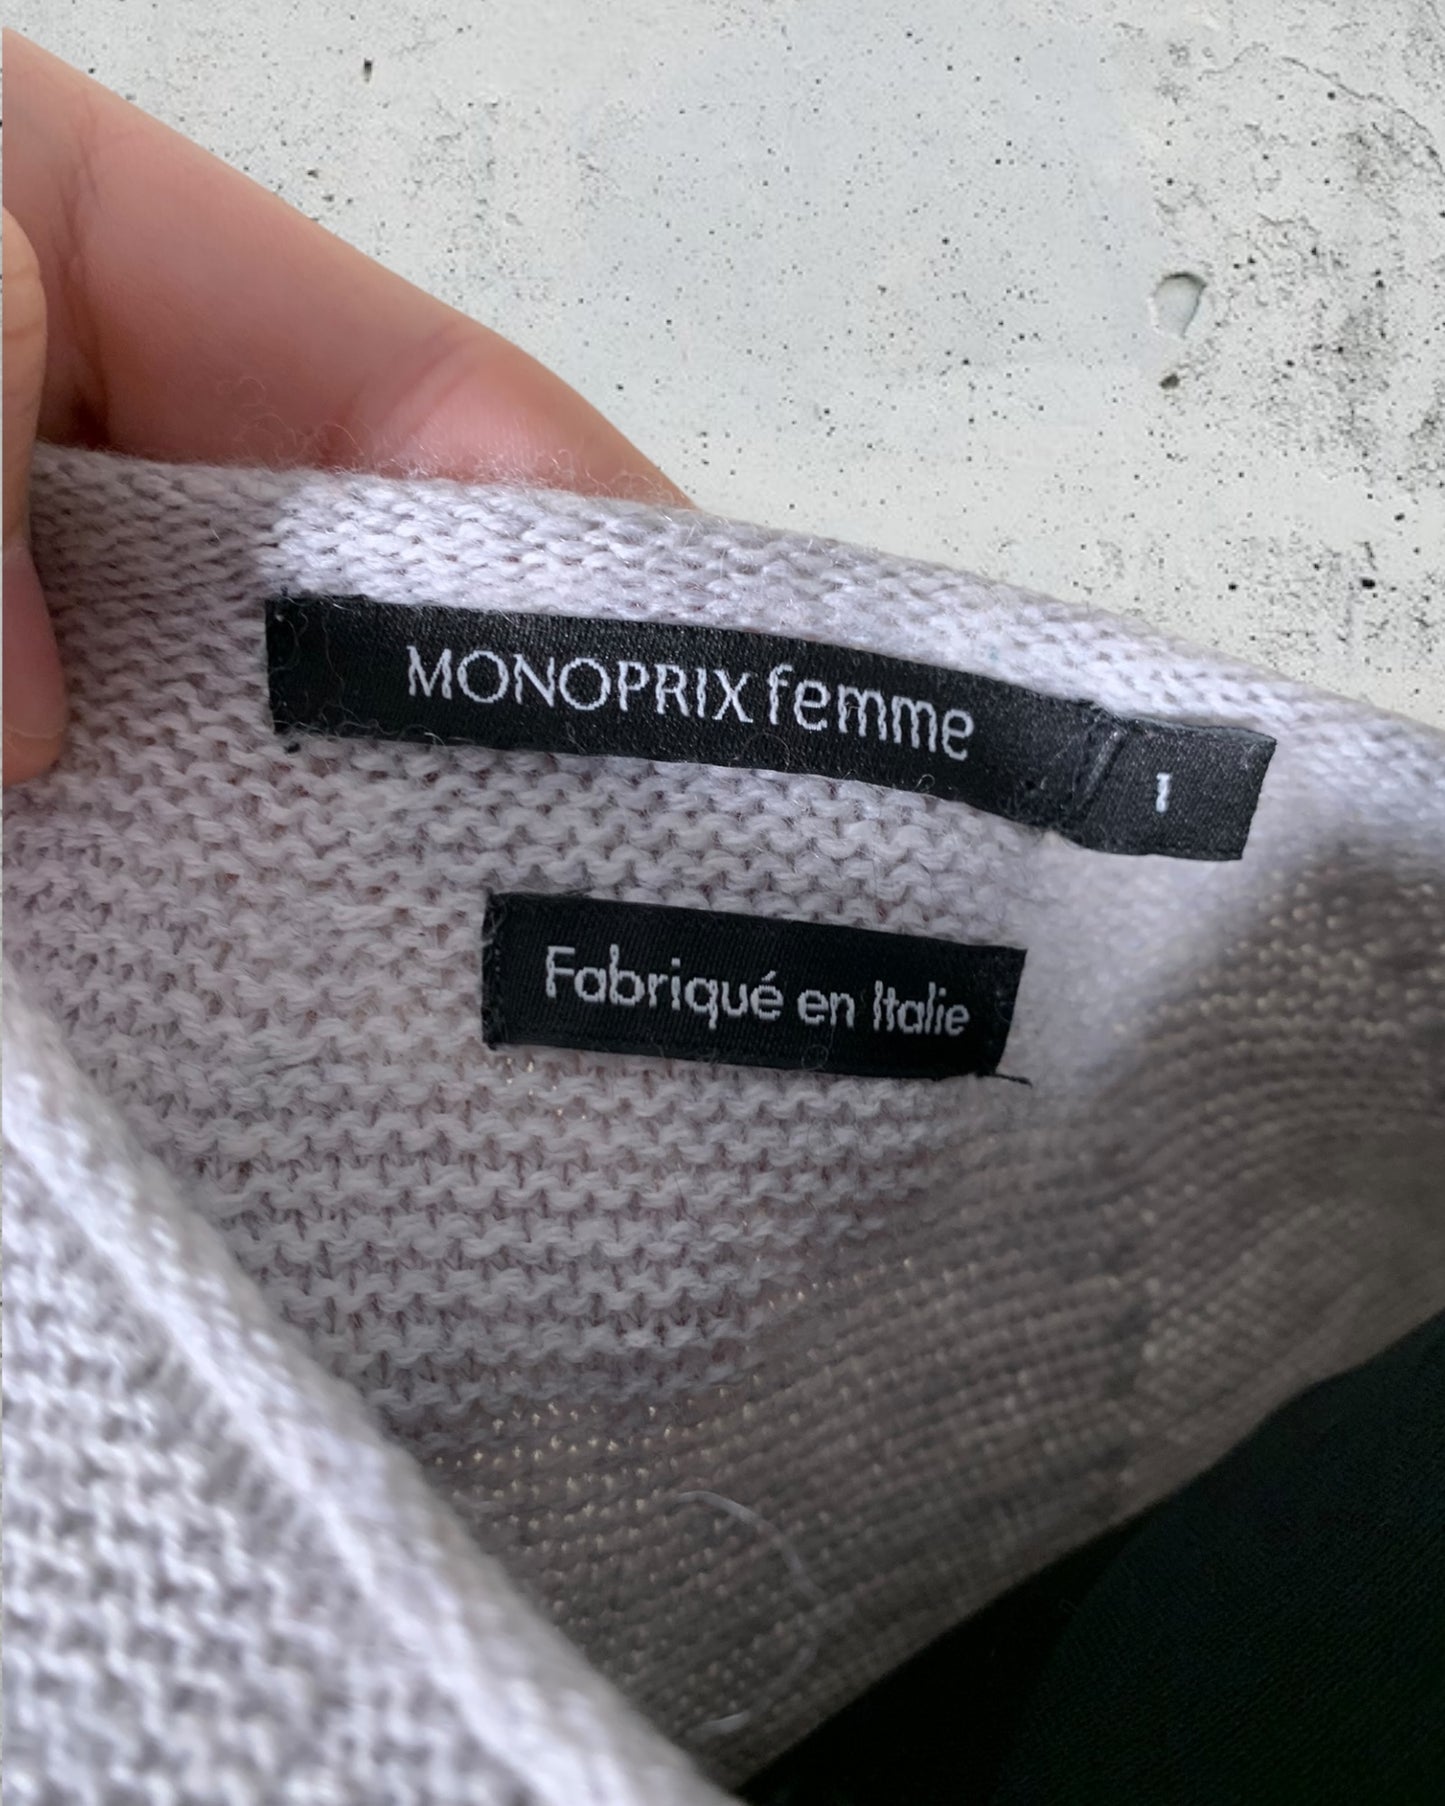 MONOPRIX femme
1
Fabriqué en Italie